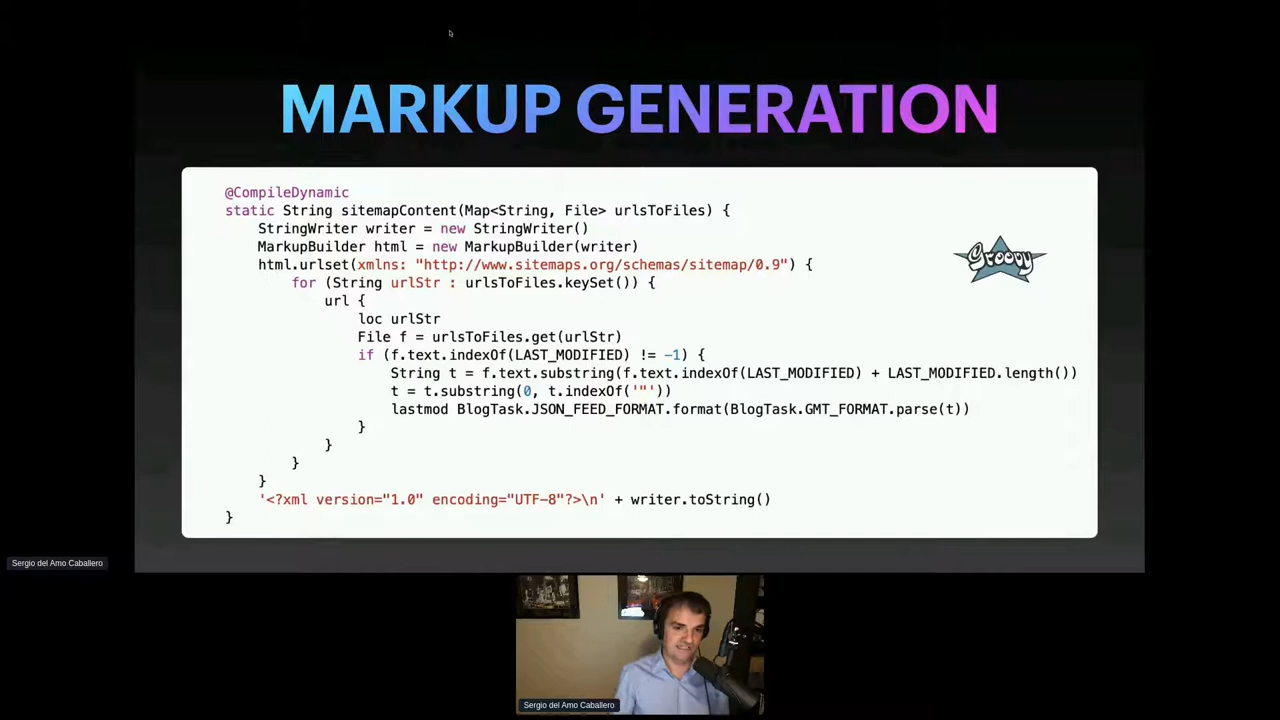 MARKUP GENERATION
@CompileDynamic
static String sitemapContent(Map<String, File> urlsToFiles) {
StringWriter writer = new StringWriter()
MarkupBuilder html = new MarkupBuilder(writer)
html.urlset(xmlns: "http://www.sitemaps.org/schemas/sitemap/0.9") {
for (String urlStr : urlsToFiles.keySet()) {
url {
loc urlStr
File f = urlsToFiles.get(urlStr)
if (f.text.indexOf(LAST_MODIFIED) != -1) {
String t = f.text.substring(f.text.indexOf(LAST_MODIFIED) + LAST_MODIFIED.length())
t = t.substring(0, t.indexOf('"'))
lastmod BlogTask.JSON_FEED_FORMAT.format(BlogTask.GMT_FORMAT.parse(t))
}
}
}
}
'<?xml version="1.0" encoding="UTF-8"?>\n' + writer.toString()
}
Groovy
Sergio del Amo Caballero
Sergio del Amo Caballero